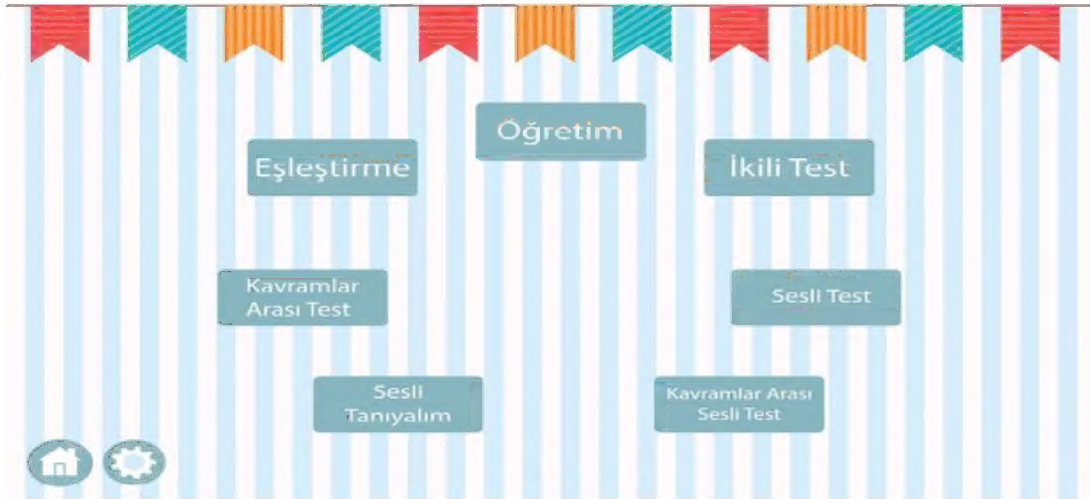 Öğretim
Eşleştirme
İkili Test
Kavramlar
Arası Test
Sesli Test
Sesli
Tanıyalım
Kavramlar Arası
Sesli Test